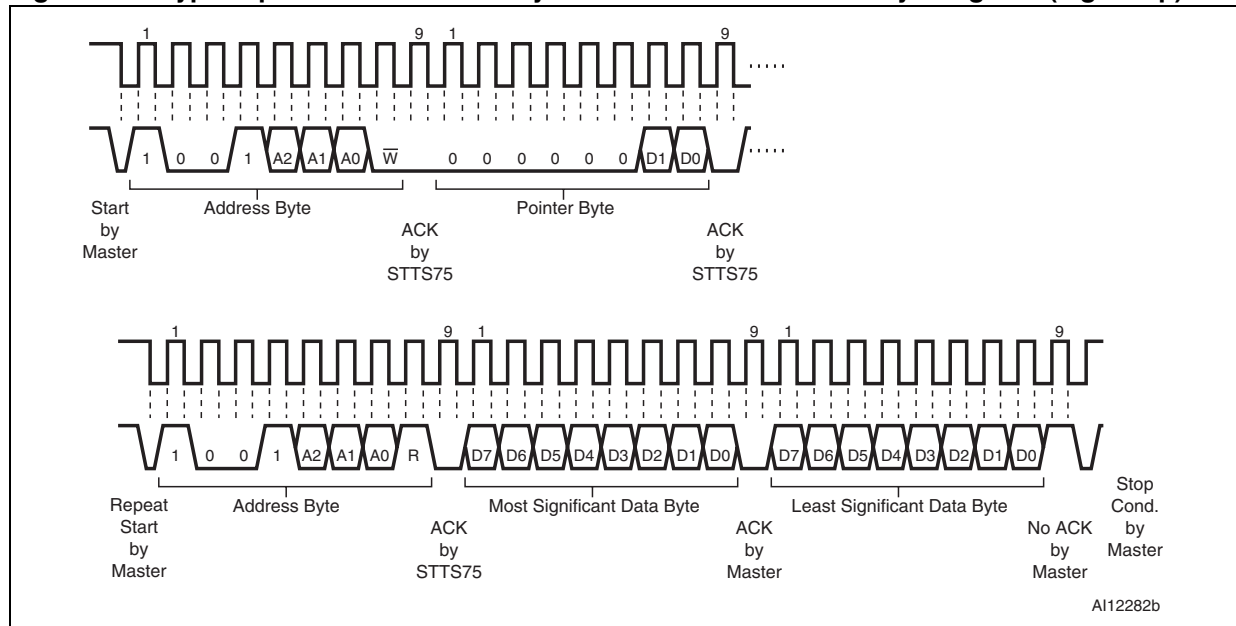 1 9 1 9
1 0 0 1 A2 A1 A0 W 0 0 0 0 0 0 D1 D0
Start by Master
Address Byte
ACK by STTS75
Pointer Byte
ACK by STTS75
1 9 1 9 1 9
1 0 0 1 A2 A1 A0 R D7 D6 D5 D4 D3 D2 D1 D0 D7 D6 D5 D4 D3 D2 D1 D0
Repeat Start by Master
Address Byte
ACK by STTS75
Most Significant Data Byte
ACK by Master
Least Significant Data Byte
No ACK by Master
Stop Cond. by Master
AI12282b